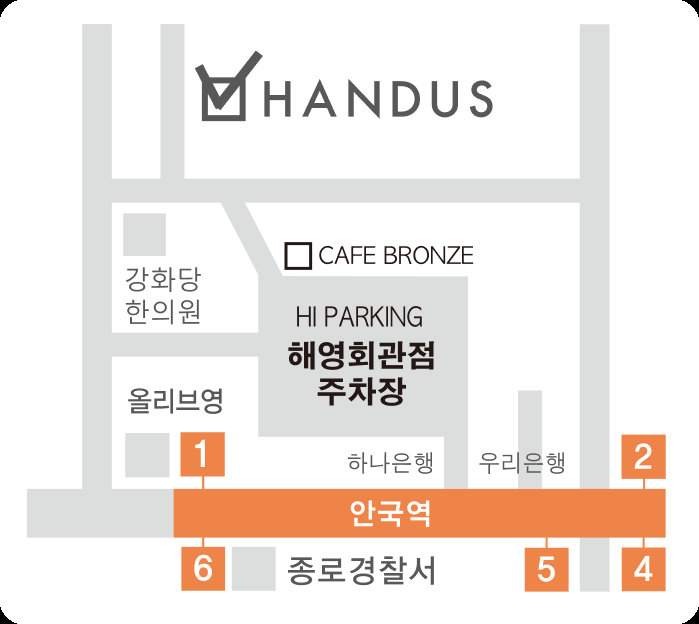 HANDUS
CAFE BRONZE
강화당
한의원
HI PARKING
해영회관점
주차장
올리브영
1
하나은행
우리은행
2
안국역
6
종로경찰서
5
4